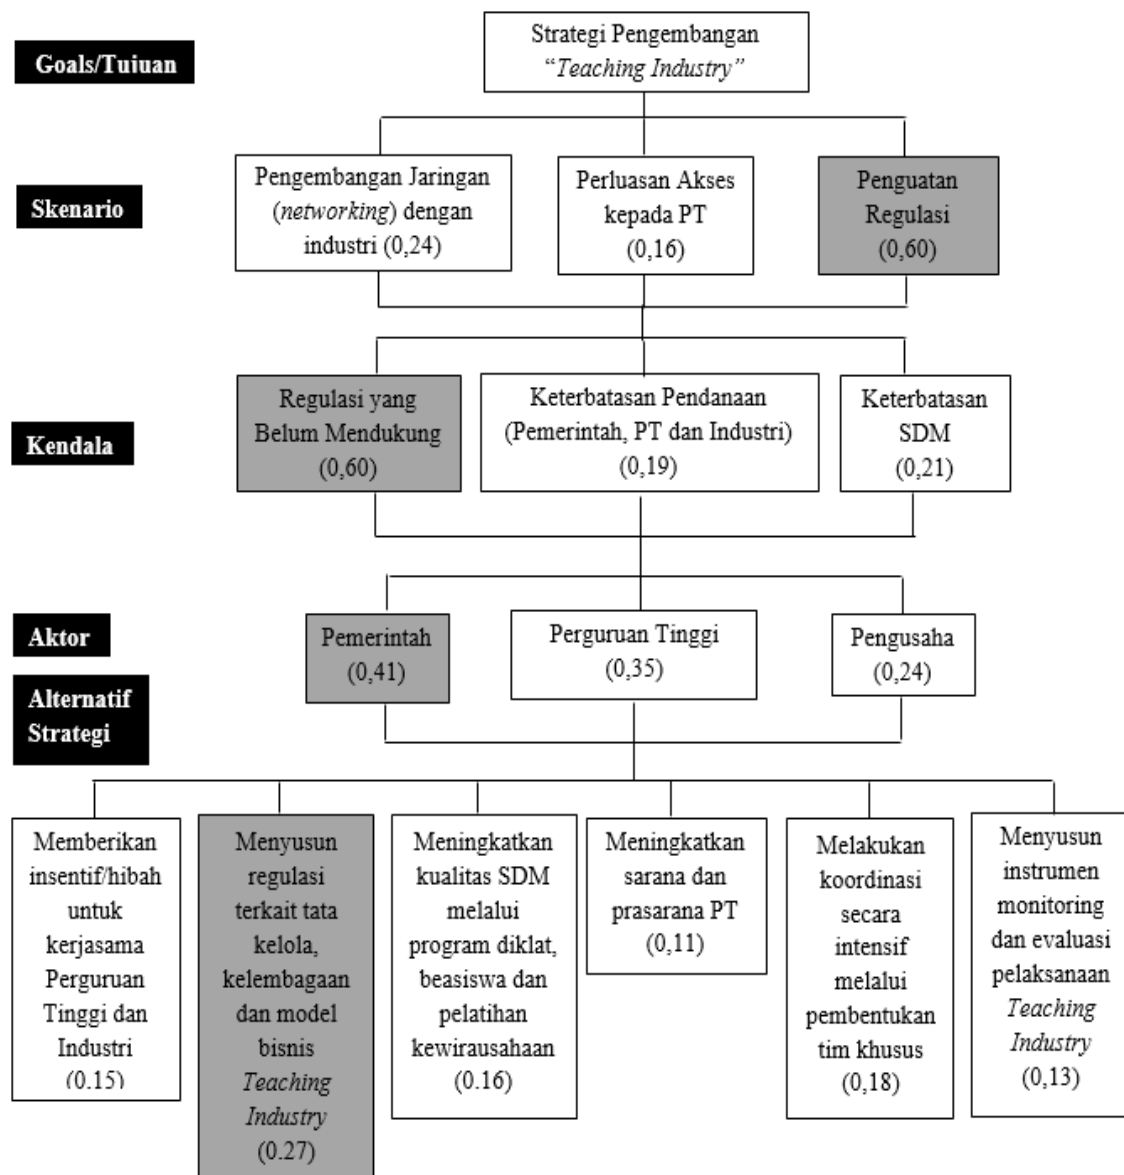 Goals/Tuiuan
Strategi Pengembangan
“Teaching Industry”
Skenario
Pengembangan Jaringan
(networking) dengan
industri (0,24)
Perluasan Akses
kepada PT
(0,16)
Penguatan
Regulasi
(0,60)
Kendala
Regulasi yang
Belum Mendukung
(0,60)
Keterbatasan Pendanaan
(Pemerintah, PT dan Industri)
(0,19)
Keterbatasan
SDM
(0,21)
Aktor
Pemerintah
(0,41)
Perguruan Tinggi
(0,35)
Pengusaha
(0,24)
Alternatif
Strategi
Memberikan
insentif/hibah
untuk
kerjasama
Perguruan
Tinggi dan
Industri
(0.15)
Menyusun
regulasi
terkait tata
kelola,
kelembagaan
dan model
bisnis
Teaching
Industry
(0.27)
Meningkatkan
kualitas SDM
melalui
program diklat,
beasiswa dan
pelatihan
kewirausahaan
(0.16)
Meningkatkan
sarana dan
prasarana PT
(0,11)
Melakukan
koordinasi
secara
intensif
melalui
pembentukan
tim khusus
(0,18)
Menyusun
instrumen
monitoring
dan evaluasi
pelaksanaan
Teaching
Industry
(0,13)